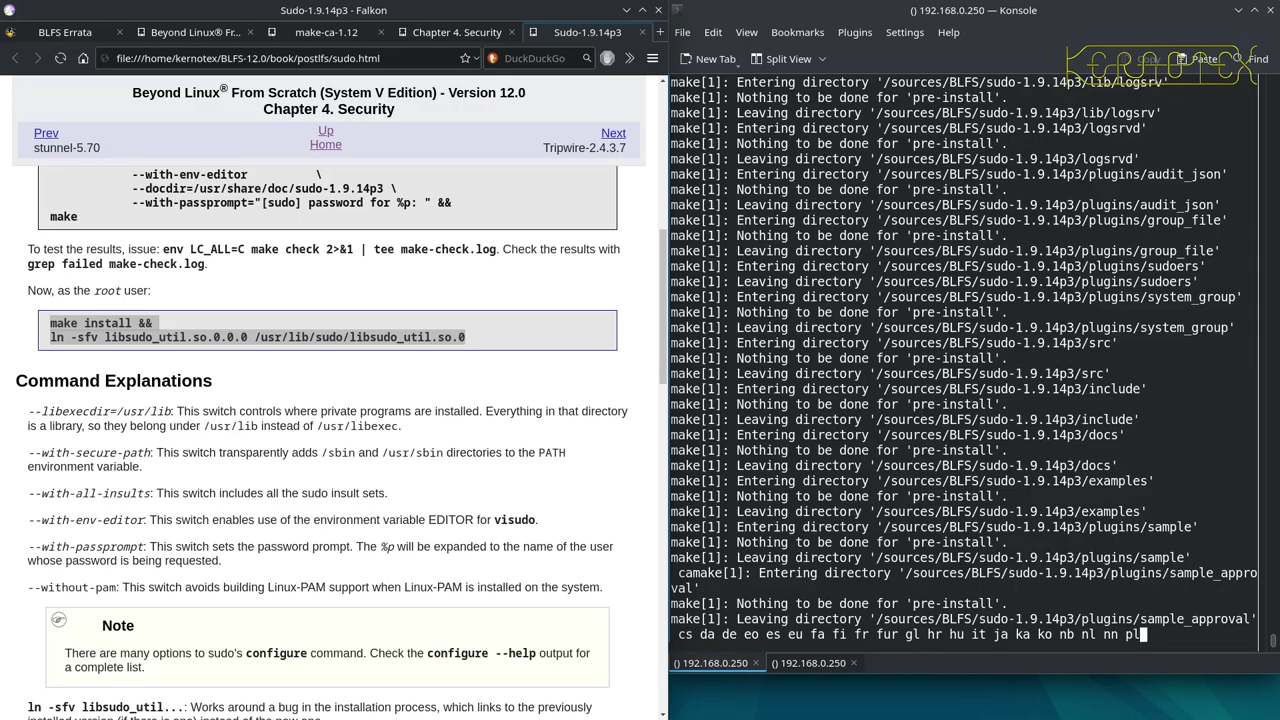 Sudo-1.9.14p3 — Falkon
BLFS Errata
Beyond Linux® Fr...
make-ca-1.12
Chapter 4. Security
Sudo-1.9.14p3
file:///home/kernotex/BLFS-12.0/book/postlfs/sudo.html
DuckDuckGo
Beyond Linux® From Scratch (System V Edition) - Version 12.0
Chapter 4. Security
Prev
Up
Next
stunnel-5.70
Home
Tripwire-2.4.3.7
--with-env-editor \
--docdir=/usr/share/doc/sudo-1.9.14p3 \
--with-passprompt="[sudo] password for %p: " &&
make
To test the results, issue: env LC_ALL=C make check 2>&1 | tee make-check.log. Check the results with
grep failed make-check.log.
Now, as the root user:
make install &&
ln -sfv libsudo_util.so.0.0.0 /usr/lib/sudo/libsudo_util.so.0
Command Explanations
--libexecdir=/usr/lib: This switch controls where private programs are installed. Everything in that directory
is a library, so they belong under /usr/lib instead of /usr/libexec.
--with-secure-path: This switch transparently adds /sbin and /usr/sbin directories to the PATH
environment variable.
--with-all-insults: This switch includes all the sudo insult sets.
--with-env-editor: This switch enables use of the environment variable EDITOR for visudo.
--with-passprompt: This switch sets the password prompt. The %p will be expanded to the name of the user
whose password is being requested.
--without-pam: This switch avoids building Linux-PAM support when Linux-PAM is installed on the system.
Note
There are many options to sudo's configure command. Check the configure --help output for
a complete list.
ln -sfv libsudo_util...: Works around a bug in the installation process, which links to the previously
installed version (if there is one) instead of the new one.
() 192.168.0.250 — Konsole
File Edit View Bookmarks Plugins Settings Help
New Tab
Split View
Copy
Paste
Find
KERNOTEX
make[1]: Entering directory '/sources/BLFS/sudo-1.9.14p3/lib/logsrv'
make[1]: Nothing to be done for 'pre-install'.
make[1]: Leaving directory '/sources/BLFS/sudo-1.9.14p3/lib/logsrv'
make[1]: Entering directory '/sources/BLFS/sudo-1.9.14p3/logsrvd'
make[1]: Nothing to be done for 'pre-install'.
make[1]: Leaving directory '/sources/BLFS/sudo-1.9.14p3/logsrvd'
make[1]: Entering directory '/sources/BLFS/sudo-1.9.14p3/plugins/audit_json'
make[1]: Nothing to be done for 'pre-install'.
make[1]: Leaving directory '/sources/BLFS/sudo-1.9.14p3/plugins/audit_json'
make[1]: Entering directory '/sources/BLFS/sudo-1.9.14p3/plugins/group_file'
make[1]: Nothing to be done for 'pre-install'.
make[1]: Leaving directory '/sources/BLFS/sudo-1.9.14p3/plugins/group_file'
make[1]: Entering directory '/sources/BLFS/sudo-1.9.14p3/plugins/sudoers'
make[1]: Leaving directory '/sources/BLFS/sudo-1.9.14p3/plugins/sudoers'
make[1]: Entering directory '/sources/BLFS/sudo-1.9.14p3/plugins/system_group'
make[1]: Nothing to be done for 'pre-install'.
make[1]: Leaving directory '/sources/BLFS/sudo-1.9.14p3/plugins/system_group'
make[1]: Entering directory '/sources/BLFS/sudo-1.9.14p3/src'
make[1]: Nothing to be done for 'pre-install'.
make[1]: Leaving directory '/sources/BLFS/sudo-1.9.14p3/src'
make[1]: Entering directory '/sources/BLFS/sudo-1.9.14p3/include'
make[1]: Nothing to be done for 'pre-install'.
make[1]: Leaving directory '/sources/BLFS/sudo-1.9.14p3/include'
make[1]: Entering directory '/sources/BLFS/sudo-1.9.14p3/docs'
make[1]: Nothing to be done for 'pre-install'.
make[1]: Leaving directory '/sources/BLFS/sudo-1.9.14p3/docs'
make[1]: Entering directory '/sources/BLFS/sudo-1.9.14p3/examples'
make[1]: Nothing to be done for 'pre-install'.
make[1]: Leaving directory '/sources/BLFS/sudo-1.9.14p3/examples'
make[1]: Entering directory '/sources/BLFS/sudo-1.9.14p3/plugins/sample'
make[1]: Nothing to be done for 'pre-install'.
make[1]: Leaving directory '/sources/BLFS/sudo-1.9.14p3/plugins/sample'
camake[1]: Entering directory '/sources/BLFS/sudo-1.9.14p3/plugins/sample_appro
val'
make[1]: Nothing to be done for 'pre-install'.
make[1]: Leaving directory '/sources/BLFS/sudo-1.9.14p3/plugins/sample_approval'
cs da de eo es eu fa fi fr fur gl hr hu it ja ka ko nb nl nn pl
() 192.168.0.250
() 192.168.0.250